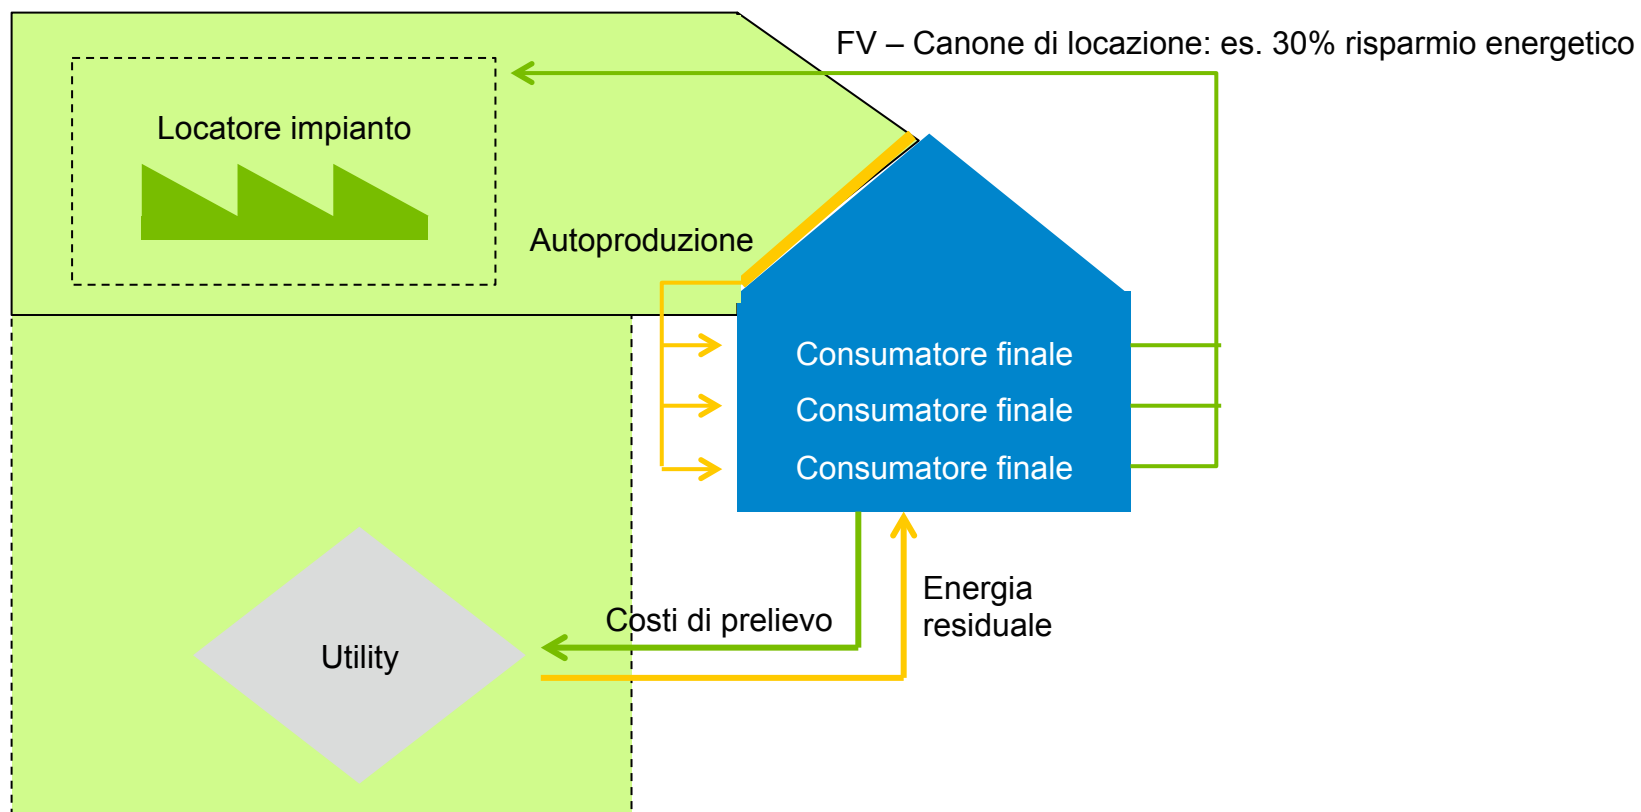 FV – Canone di locazione: es. 30% risparmio energetico
Locatore impianto
Autoproduzione
Consumatore finale
Consumatore finale
Consumatore finale
Energia
residuale
Costi di prelievo
Utility